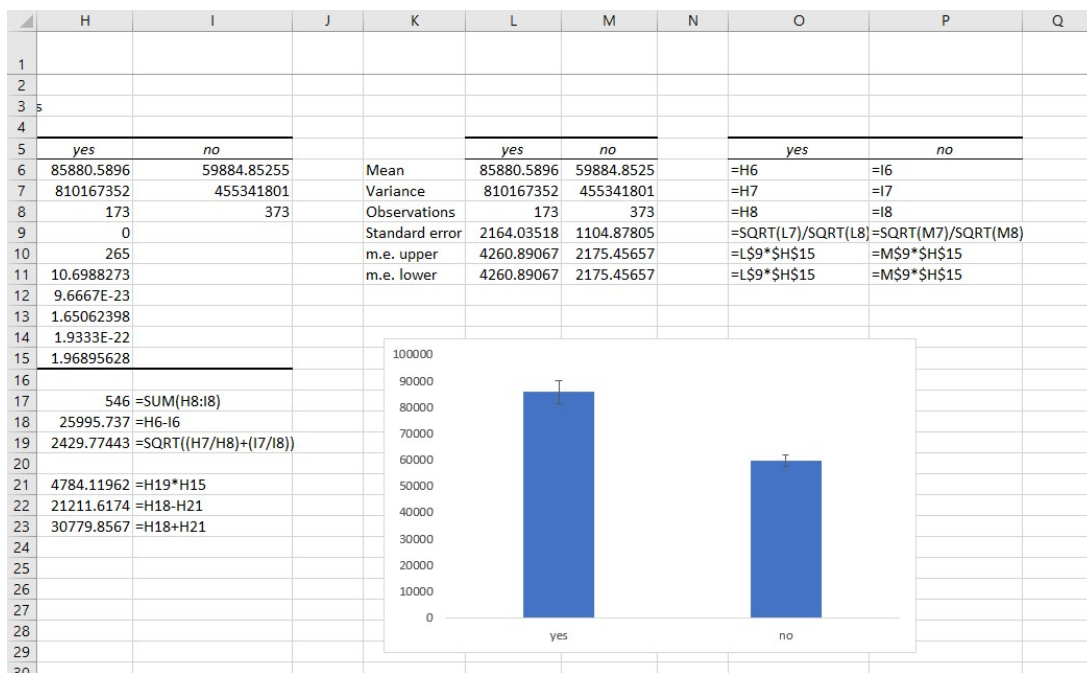 H I J K L M N O P Q
1
2
3 s
4
5 yes no yes no yes no
6 85880.5896 59884.85255 Mean 85880.5896 59884.8525 =H6 =I6
7 810167352 455341801 Variance 810167352 455341801 =H7 =I7
8 173 373 Observations 173 373 =H8 =I8
9 0 Standard error 2164.03518 1104.87805 =SQRT(L7)/SQRT(L8) =SQRT(M7)/SQRT(M8)
10 265 m.e. upper 4260.89067 2175.45657 =L$9*$H$15 =M$9*$H$15
11 10.6988273 m.e. lower 4260.89067 2175.45657 =L$9*$H$15 =M$9*$H$15
12 9.6667E-23
13 1.65062398
14 1.9333E-22
15 1.96895628
16
17 546 =SUM(H8:I8)
18 25995.737 =H6-I6
19 2429.77443 =SQRT((H7/H8)+(I7/I8))
20
21 4784.11962 =H19*H15
22 21211.6174 =H18-H21
23 30779.8567 =H18+H21
24
25
26
27
28
29
30
100000
90000
80000
70000
60000
50000
40000
30000
20000
10000
0
yes no